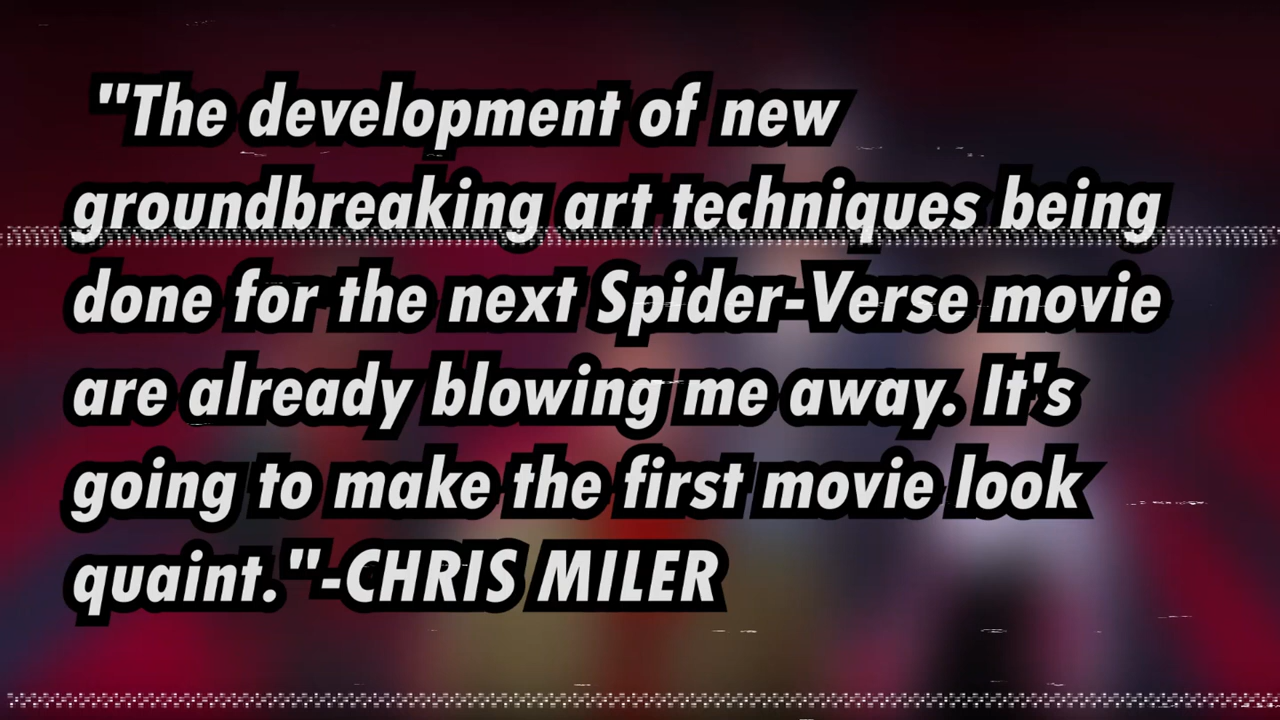 "The development of new
groundbreaking art techniques being
done for the next Spider-Verse movie
are already blowing me away. It's
going to make the first movie look
quaint."-CHRIS MILER